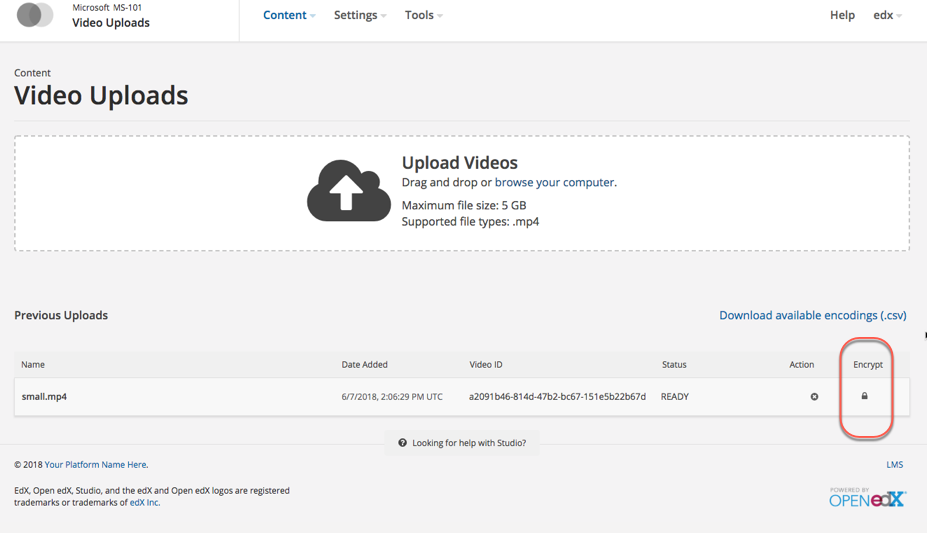 Microsoft MS-101
Video Uploads
Content
Settings
Tools
Help
edx
Content
Video Uploads
Upload Videos
Drag and drop or browse your computer.
Maximum file size: 5 GB
Supported file types: .mp4
Previous Uploads
Download available encodings (.csv)
Name Date Added Video ID Status Action Encrypt
small.mp4 6/7/2018, 2:06:29 PM UTC a2091b46-814d-47b2-bc67-151e5b22b67d READY
Looking for help with Studio?
© 2018 Your Platform Name Here.
LMS
EdX, Open edX, Studio, and the edX and Open edX logos are registered
trademarks or trademarks of edX Inc.
POWERED BY
OPEN edX